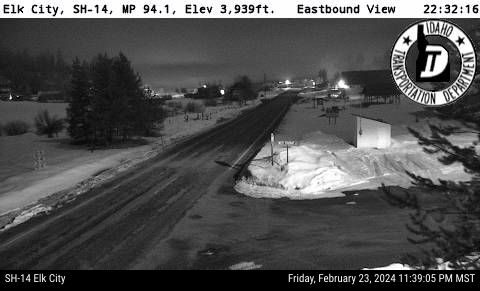 Elk City, SH-14, MP 94.1, Elev 3,939ft. Eastbound View 22:32:16
IDAHO
TRANSPORTATION DEPARTMENT
SH-14 Elk City Friday, February 23, 2024 11:39:05 PM MST